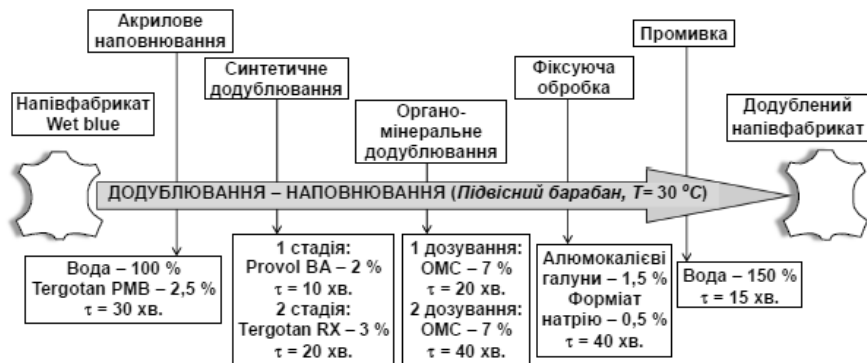 Акрилове
наповнювання
Промивка
Синтетичне
додублювання
Фіксуюча
обробка
Напівфабрикат
Wet blue
Органо-
мінеральне
додублювання
Додублений
напівфабрикат
ДОДУБЛЮВАННЯ – НАПОВНЮВАННЯ (Підвісний барабан, Т= 30 ºС)
Вода – 100 %
Tergotan PMB – 2,5 %
τ = 30 хв.
1 стадія:
Provol BA – 2 %
τ = 10 хв.
2 стадія:
Tergotan RX – 3 %
τ = 20 хв.
1 дозування:
ОМС – 7 %
τ = 20 хв.
2 дозування:
ОМС – 7 %
τ = 40 хв.
Алюмокалієві
галуни – 1,5 %
Форміат
натрію – 0,5 %
τ = 40 хв.
Вода – 150 %
τ = 15 хв.